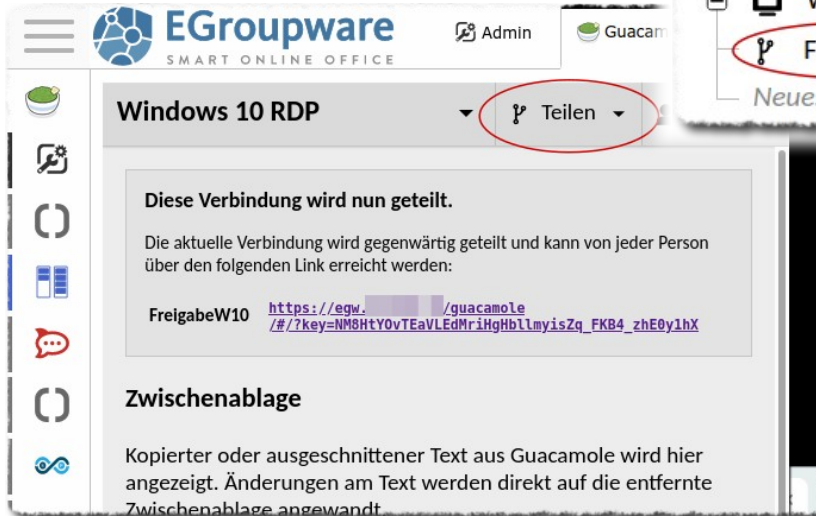 EGroupware
SMART ONLINE OFFICE
Admin
Guacam
F
Neues
Windows 10 RDP
Teilen
Diese Verbindung wird nun geteilt.
Die aktuelle Verbindung wird gegenwärtig geteilt und kann von jeder Person
über den folgenden Link erreicht werden:
FreigabeW10
https://egw. /guacamole
/#/?key=NM8HtYOvTEaVLEdMriHgHbllmyisZq_FKB4_zhE0y1hX
Zwischenablage
Kopierter oder ausgeschnittener Text aus Guacamole wird hier
angezeigt. Änderungen am Text werden direkt auf die entfernte
Zwischenablage angewandt.